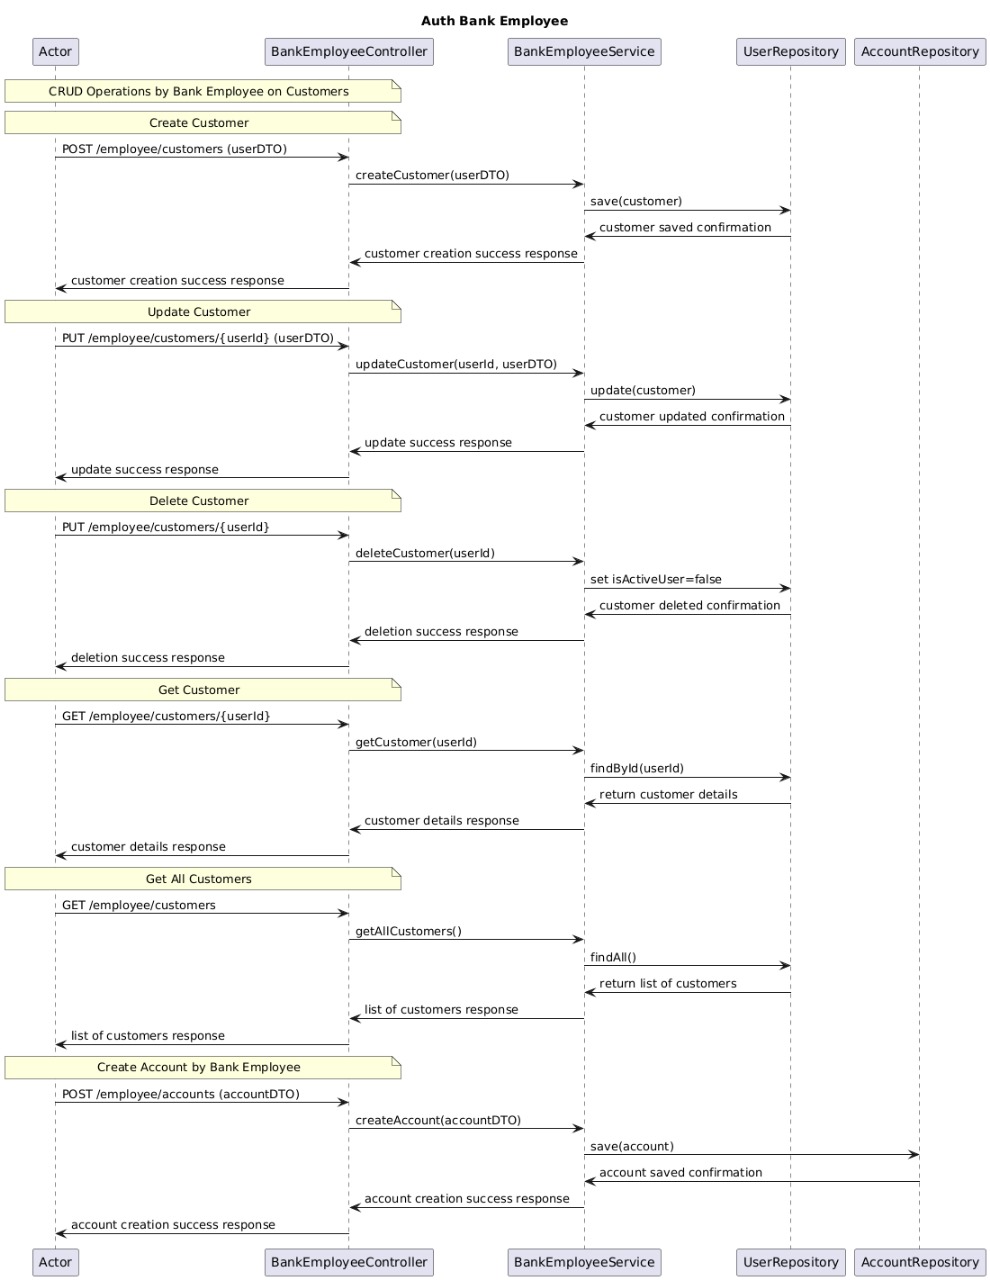 Auth Bank Employee
Actor
BankEmployeeController
BankEmployeeService
UserRepository
AccountRepository
CRUD Operations by Bank Employee on Customers
Create Customer
POST /employee/customers (userDTO)
createCustomer(userDTO)
save(customer)
customer saved confirmation
customer creation success response
customer creation success response
Update Customer
PUT /employee/customers/{userId} (userDTO)
updateCustomer(userId, userDTO)
update(customer)
customer updated confirmation
update success response
update success response
Delete Customer
PUT /employee/customers/{userId}
deleteCustomer(userId)
set isActiveUser=false
customer deleted confirmation
deletion success response
deletion success response
Get Customer
GET /employee/customers/{userId}
getCustomer(userId)
findById(userId)
return customer details
customer details response
customer details response
Get All Customers
GET /employee/customers
getAllCustomers()
findAll()
return list of customers
list of customers response
list of customers response
Create Account by Bank Employee
POST /employee/accounts (accountDTO)
createAccount(accountDTO)
save(account)
account saved confirmation
account creation success response
account creation success response
Actor
BankEmployeeController
BankEmployeeService
UserRepository
AccountRepository